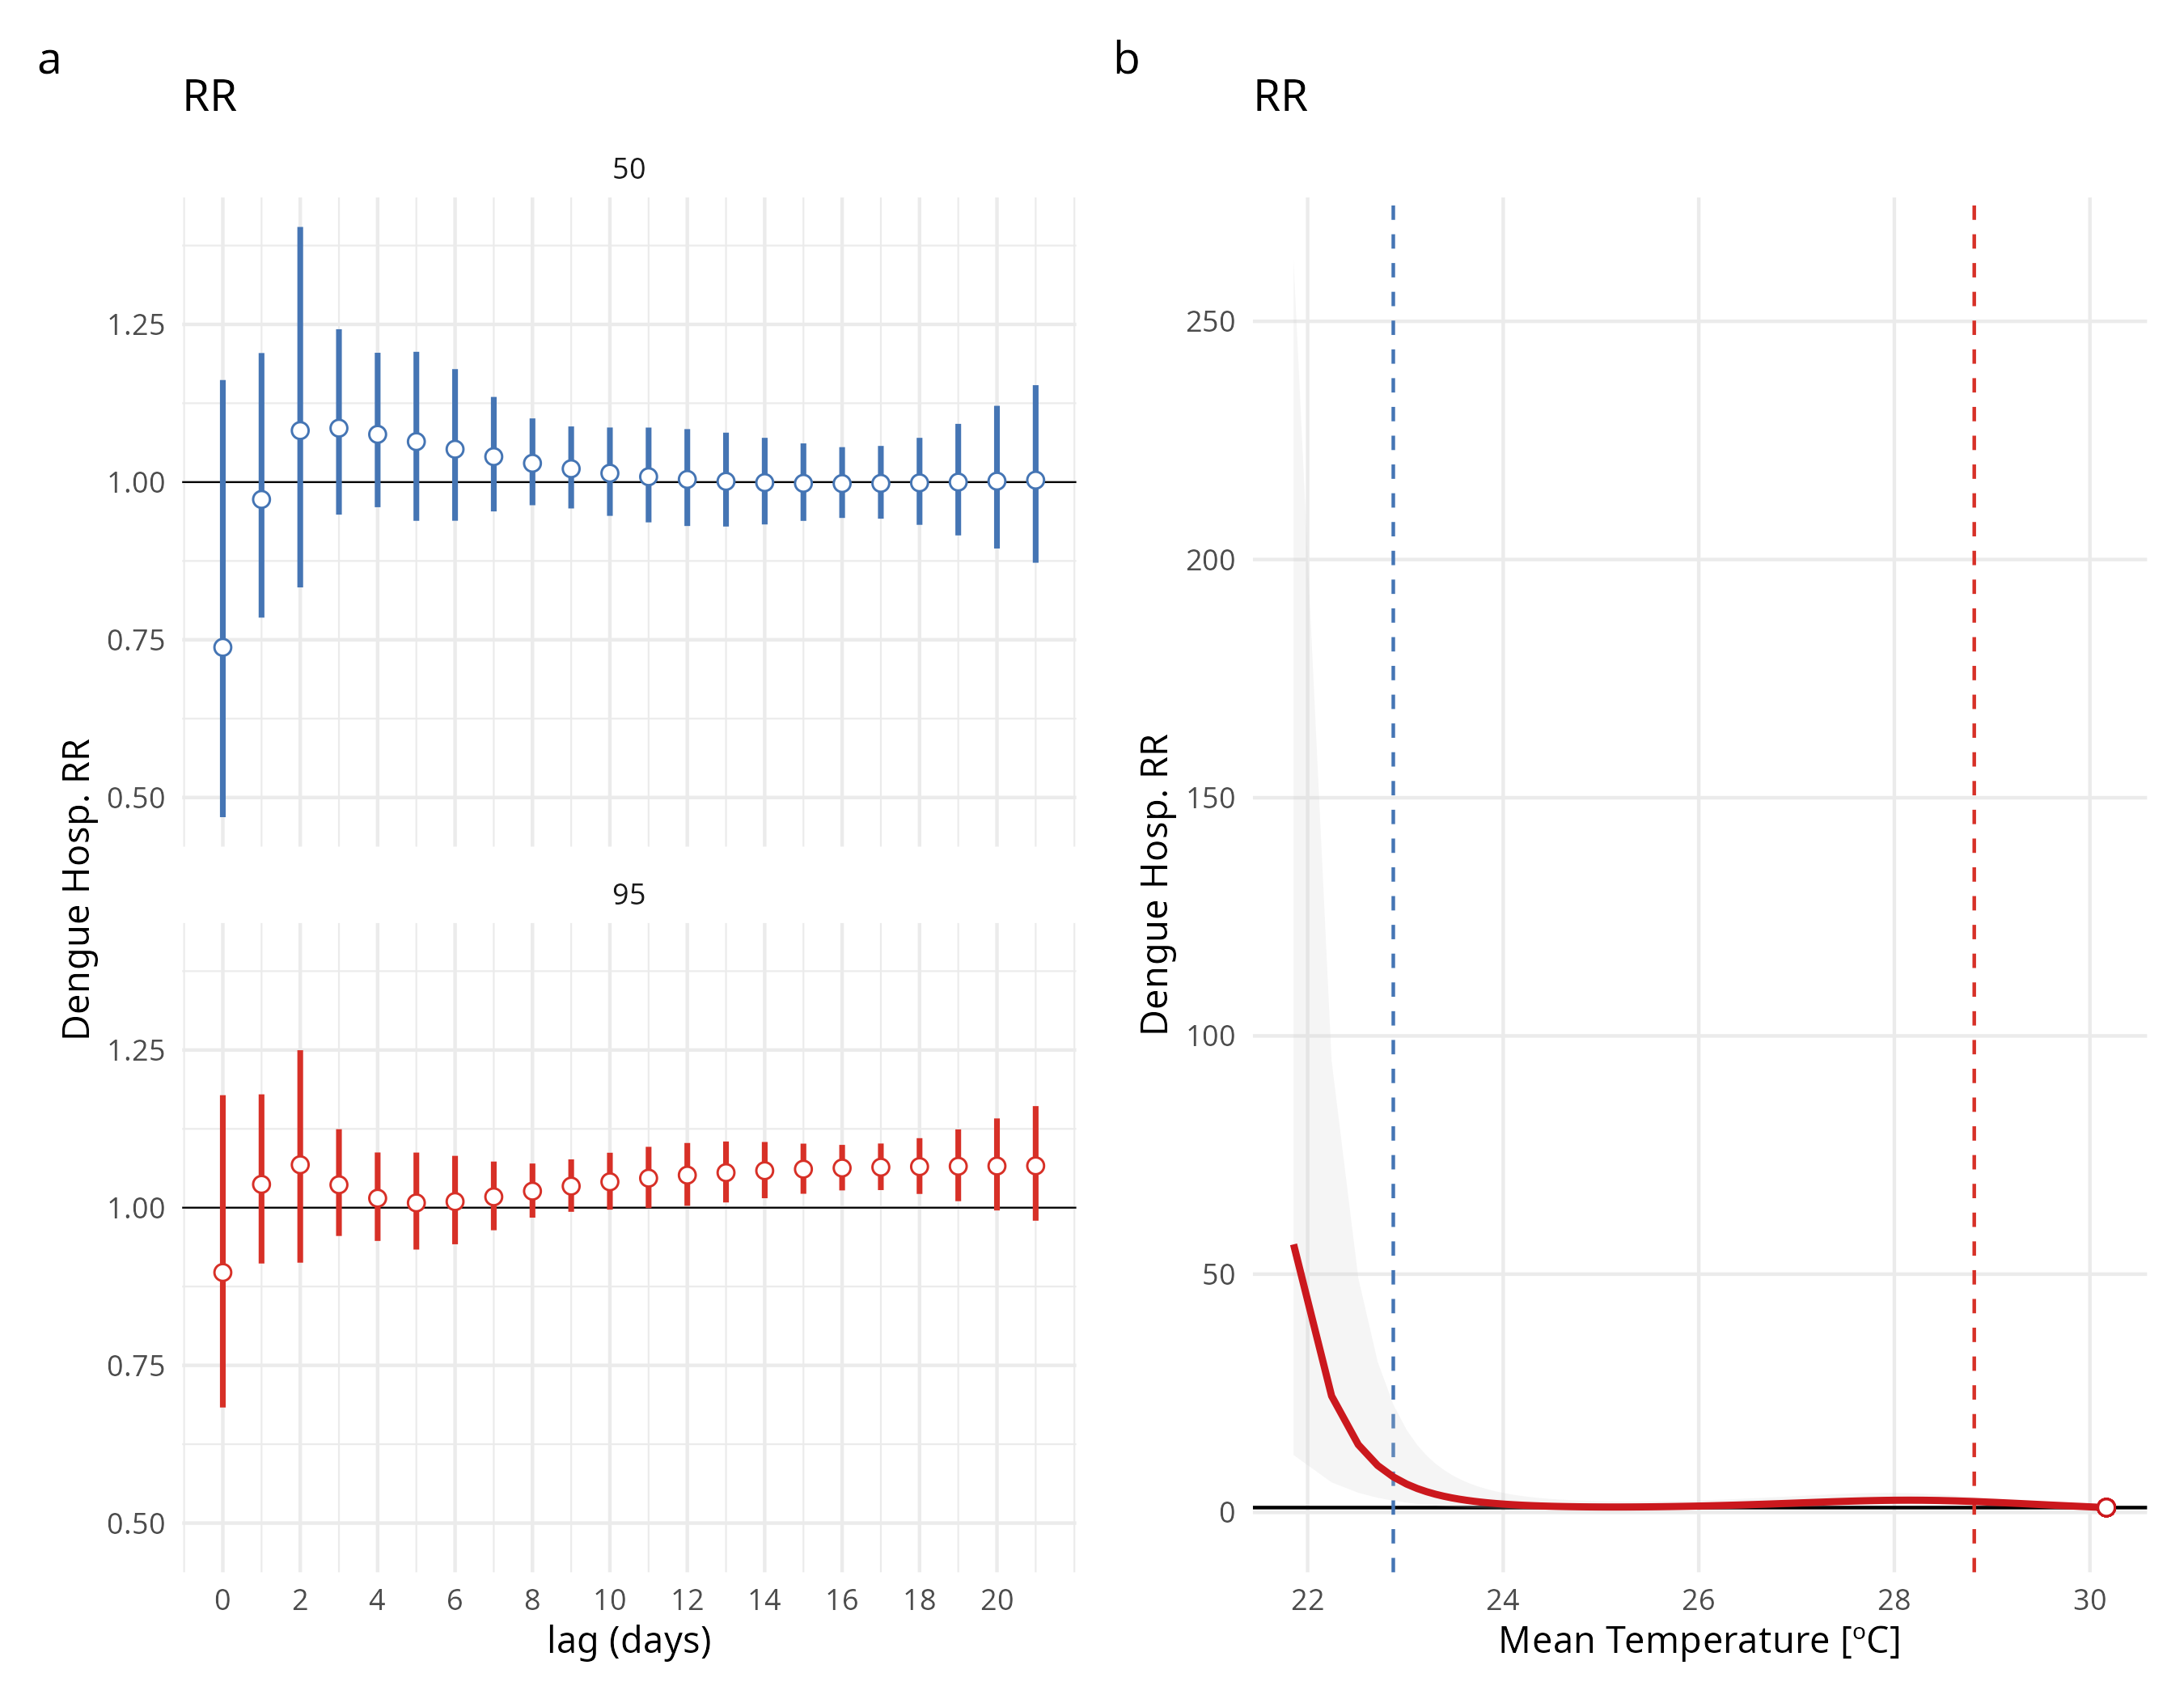 a
RR
50
1.25
1.00
0.75
0.50
95
1.25
1.00
0.75
0.50
Dengue Hosp. RR
0 2 4 6 8 10 12 14 16 18 20
lag (days)
b
RR
250
200
150
100
50
0
Dengue Hosp. RR
22 24 26 28 30
Mean Temperature [ºC]